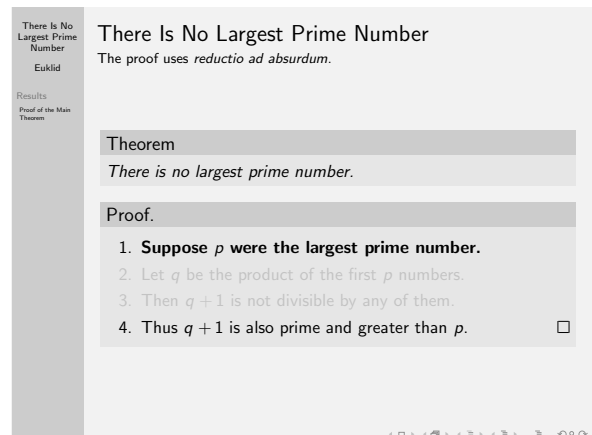 There Is No
Largest Prime
Number
Euklid
Results
Proof of the Main
Theorem
There Is No Largest Prime Number
The proof uses reductio ad absurdum.
Theorem
There is no largest prime number.
Proof.
1. Suppose p were the largest prime number.
2. Let q be the product of the first p numbers.
3. Then q + 1 is not divisible by any of them.
4. Thus q + 1 is also prime and greater than p. □